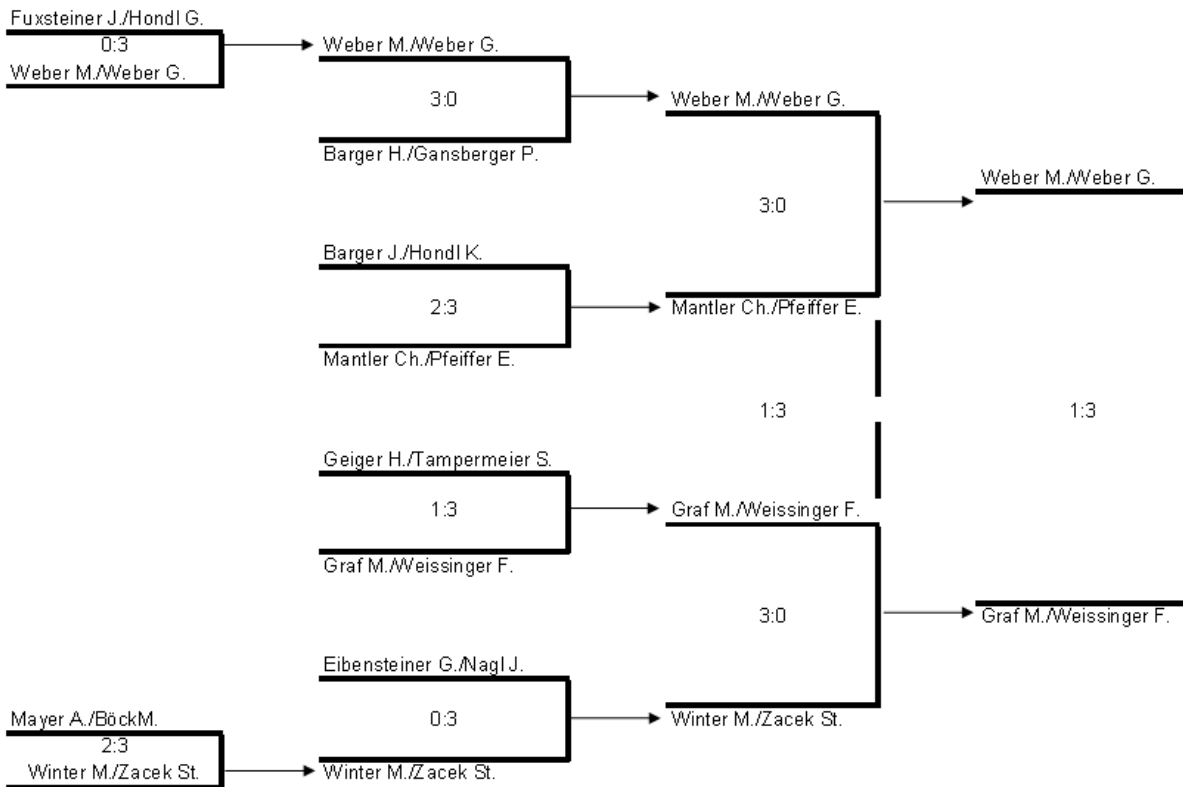 Fuxsteiner J./Hondl G.
0:3
Weber M./Weber G.
Weber M./Weber G.
3:0
Barger H./Gansberger P.
Weber M./Weber G.
3:0
Weber M./Weber G.
Barger J./Hondl K.
2:3
Mantler Ch./Pfeiffer E.
Mantler Ch./Pfeiffer E.
1:3
1:3
Geiger H./Tampermeier S.
1:3
Graf M./Weissinger F.
Graf M./Weissinger F.
3:0
Graf M./Weissinger F.
Eibensteiner G./Nagl J.
0:3
Winter M./Zacek St.
Winter M./Zacek St.
Mayer A./BöckM.
2:3
Winter M./Zacek St.